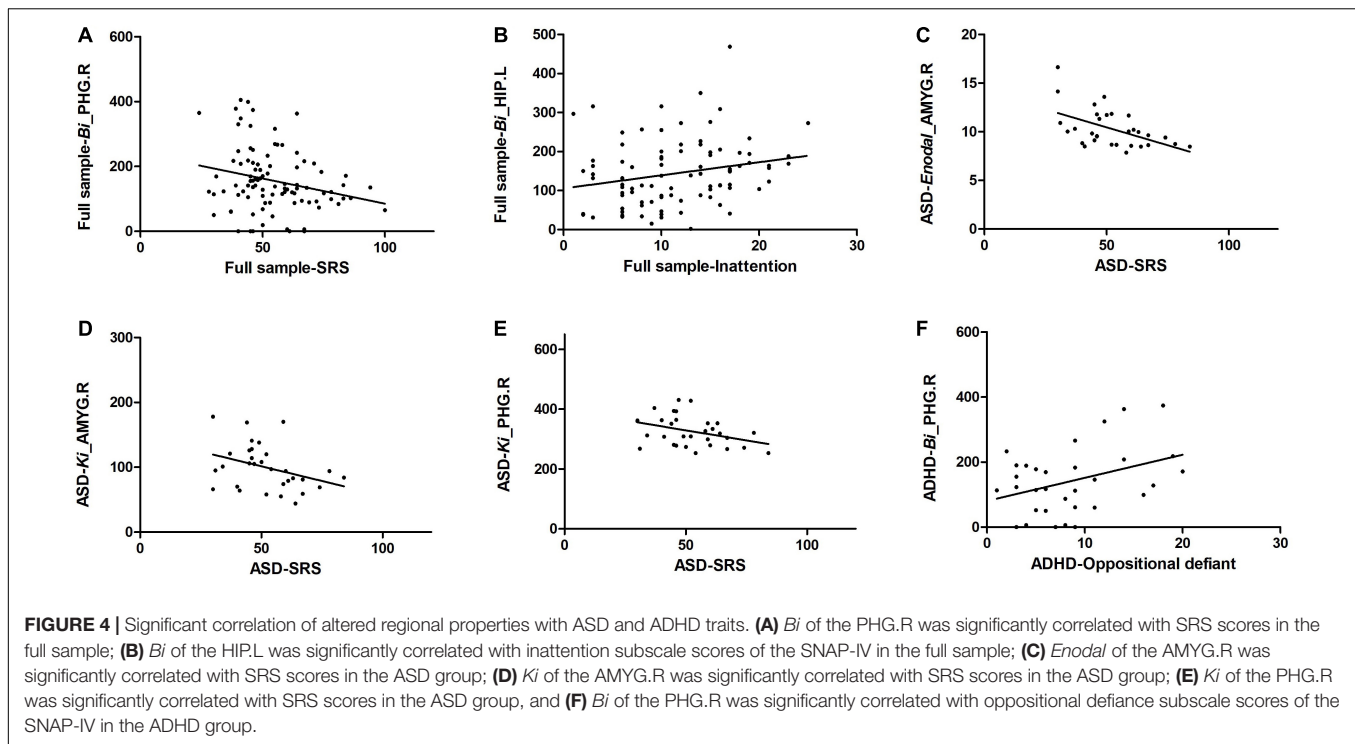 A
600
400
200
0
0
50
100
Full sample-Bi_PHG.R
Full sample-SRS
B
500
400
300
200
100
0
0
10
20
30
Full sample-Bi_HIP.L
Full sample-Inattention
C
20
15
10
5
0
0
50
100
ASD-Enodal_AMYG.R
ASD-SRS
D
300
200
100
0
0
50
100
ASD-Ki_AMYG.R
ASD-SRS
E
600
400
200
0
0
50
100
ASD-Ki_PHG.R
ASD-SRS
F
600
400
200
0
0
10
20
30
ADHD-Bi_PHG.R
ADHD-Oppositional defiant
FIGURE 4 | Significant correlation of altered regional properties with ASD and ADHD traits. (A) Bi of the PHG.R was significantly correlated with SRS scores in the
full sample; (B) Bi of the HIP.L was significantly correlated with inattention subscale scores of the SNAP-IV in the full sample; (C) Enodal of the AMYG.R was
significantly correlated with SRS scores in the ASD group; (D) Ki of the AMYG.R was significantly correlated with SRS scores in the ASD group; (E) Ki of the PHG.R
was significantly correlated with SRS scores in the ASD group, and (F) Bi of the PHG.R was significantly correlated with oppositional defiance subscale scores of the
SNAP-IV in the ADHD group.